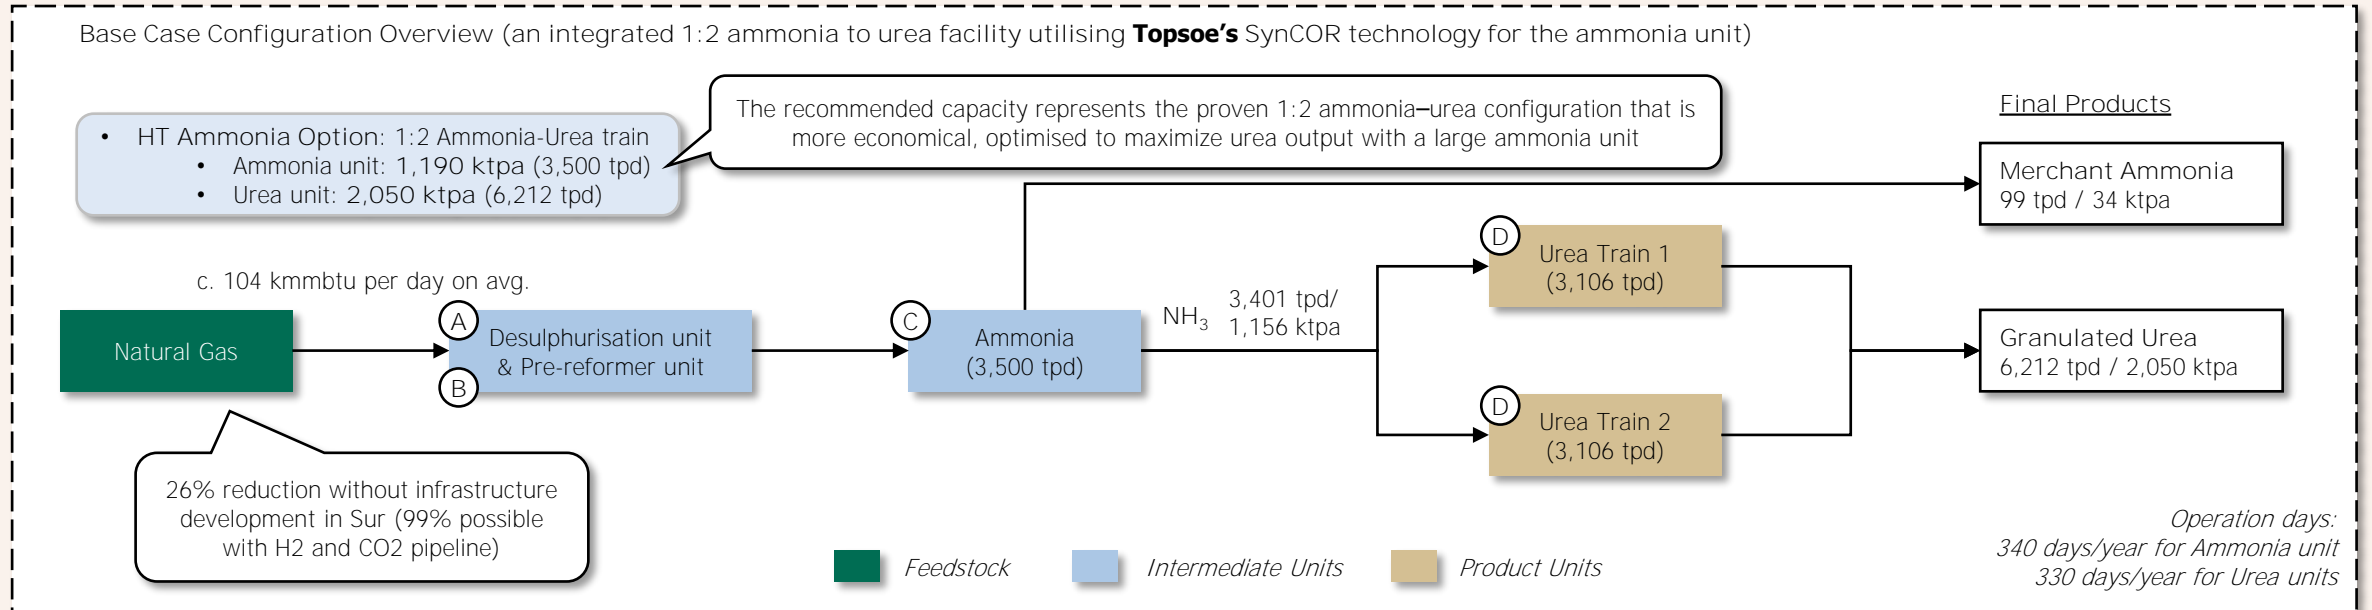 Base Case Configuration Overview (an integrated 1:2 ammonia to urea facility utilising Topsoe's SynCOR technology for the ammonia unit)
• HT Ammonia Option: 1:2 Ammonia-Urea train
• Ammonia unit: 1,190 ktpa (3,500 tpd)
• Urea unit: 2,050 ktpa (6,212 tpd)
The recommended capacity represents the proven 1:2 ammonia–urea configuration that is
more economical, optimised to maximize urea output with a large ammonia unit
Final Products
Merchant Ammonia
99 tpd / 34 ktpa
c. 104 kmmbtu per day on avg.
Natural Gas
A
B
Desulphurisation unit
& Pre-reformer unit
C
Ammonia
(3,500 tpd)
NH₃
3,401 tpd/
1,156 ktpa
D
Urea Train 1
(3,106 tpd)
D
Urea Train 2
(3,106 tpd)
Granulated Urea
6,212 tpd / 2,050 ktpa
26% reduction without infrastructure
development in Sur (99% possible
with H2 and CO2 pipeline)
Feedstock
Intermediate Units
Product Units
Operation days:
340 days/year for Ammonia unit
330 days/year for Urea units